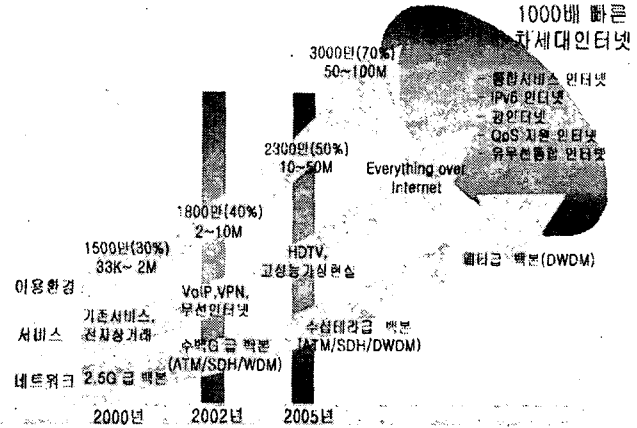 1000배 빠른
차세대인터넷
3000만(70%)
50~100M
통합서비스 인터넷
IPv6 인터넷
광인터넷
QoS 지원 인터넷
유무선통합 인터넷
2300만(50%)
10~50M
Everything over
Internet
1800만(40%)
2~10M
1500만(30%)
33K~ 2M
HDTV,
고성능가상현실
백본(DWDM)
이용환경
VoIP,VPN,
무선인터넷
기존서비스,
전자상거래
서비스
수십테라급 백본
(ATM/SDH/DWDM)
수백G 급 백본
(ATM/SDH/WDM)
네트워크
2.5G 급 백본
2000년
2002년
2005년